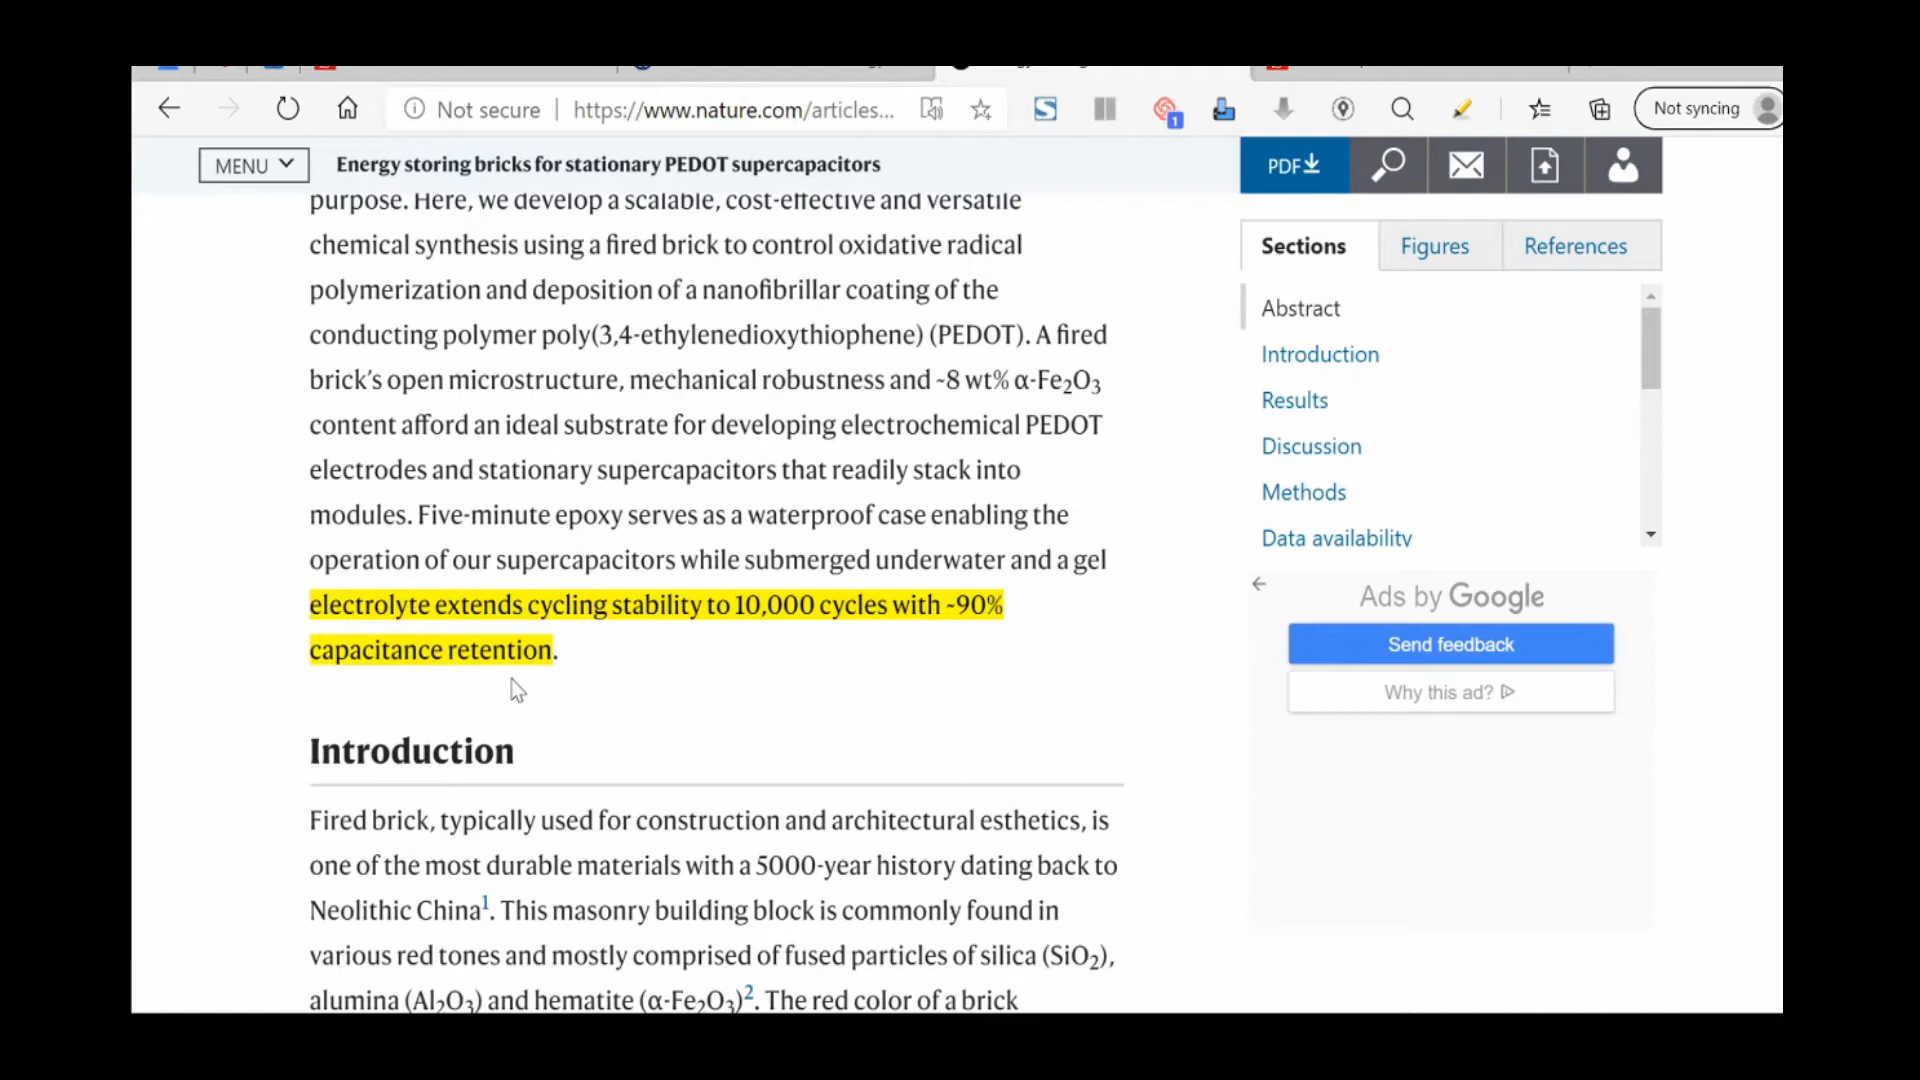 Not secure
https://www.nature.com/articles...
1
Not syncing
MENU
Energy storing bricks for stationary PEDOT supercapacitors
PDF
purpose. Here, we develop a scalable, cost-effective and versatile
chemical synthesis using a fired brick to control oxidative radical
polymerization and deposition of a nanofibrillar coating of the
conducting polymer poly(3,4-ethylenedioxythiophene) (PEDOT). A fired
brick’s open microstructure, mechanical robustness and ~8 wt% α-Fe₂O₃
content afford an ideal substrate for developing electrochemical PEDOT
electrodes and stationary supercapacitors that readily stack into
modules. Five-minute epoxy serves as a waterproof case enabling the
operation of our supercapacitors while submerged underwater and a gel
electrolyte extends cycling stability to 10,000 cycles with ~90%
capacitance retention.
Introduction
Fired brick, typically used for construction and architectural esthetics, is
one of the most durable materials with a 5000-year history dating back to
Neolithic China¹. This masonry building block is commonly found in
various red tones and mostly comprised of fused particles of silica (SiO₂),
alumina (Al₂O₃) and hematite (α-Fe₂O₃)². The red color of a brick
Sections
Figures
References
Abstract
Introduction
Results
Discussion
Methods
Data availability
Ads by Google
Send feedback
Why this ad?